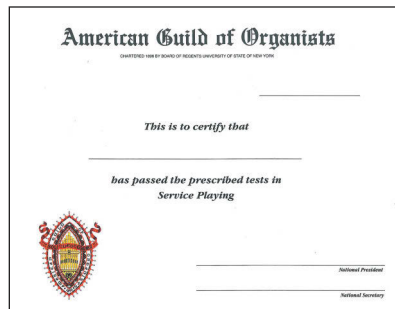 American Guild of Organists
CHARTERED 1896 BY BOARD OF REGENTS UNIVERSITY OF STATE OF NEW YORK
This is to certify that
has passed the prescribed tests in
Service Playing
National President
National Secretary